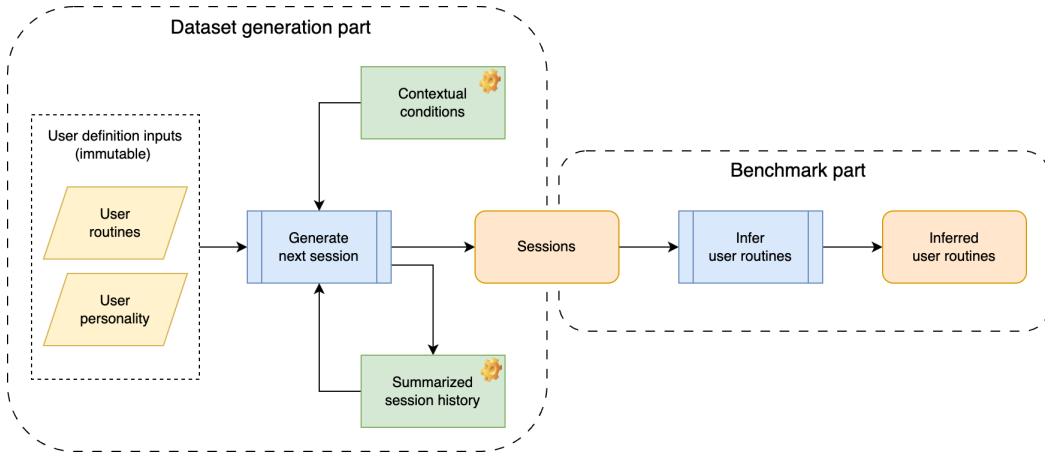 Dataset generation part
Contextual
conditions
User definition inputs
(immutable)
User
routines
User
personality
Generate
next session
Summarized
session history
Sessions
Benchmark part
Infer
user routines
Inferred
user routines